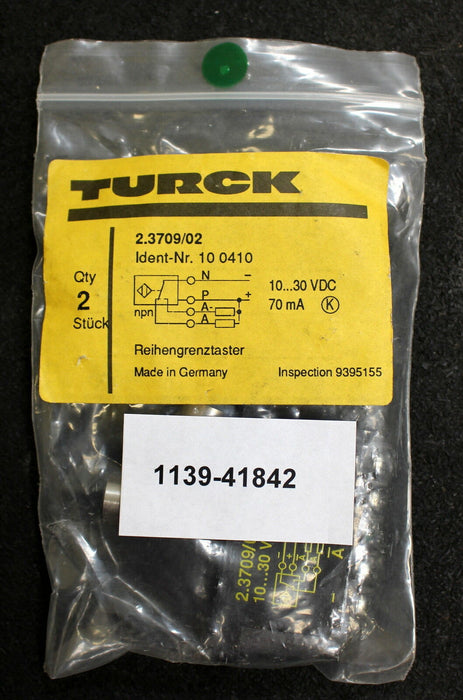 TURCK
2.3709/02
Ident-Nr. 10 0410
Qty
2
Stück
N −
P +
A-
A
npn
10...30 VDC
70 mA K
Reihengrenztaster
Made in Germany Inspection 9395155
1139-41842
2.3709/
10...30 V
− + A A
A −